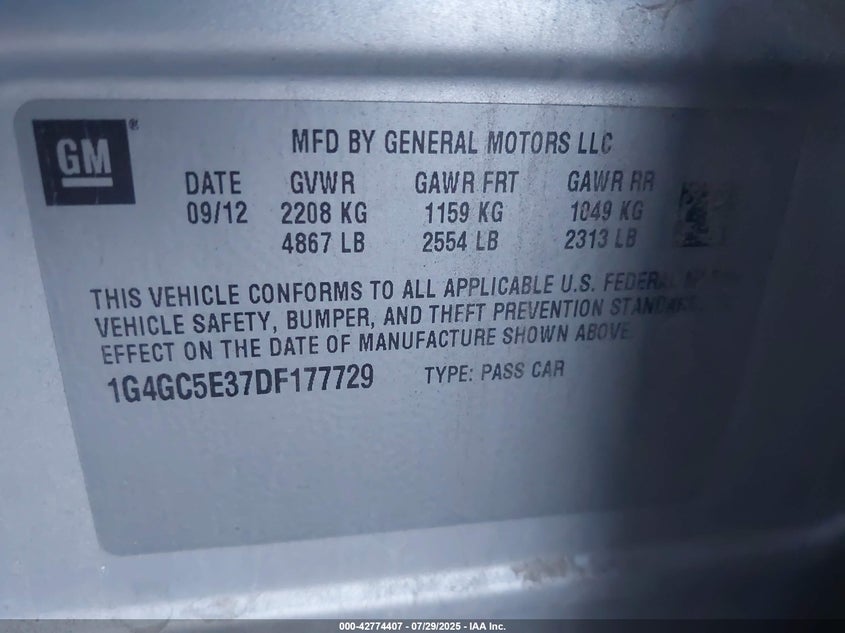 GM®
MFD BY GENERAL MOTORS LLC
DATE GVWR GAWR FRT GAWR RR
09/12 2208 KG 1159 KG 1049 KG
4867 LB 2554 LB 2313 LB
THIS VEHICLE CONFORMS TO ALL APPLICABLE U.S. FEDERAL
VEHICLE SAFETY, BUMPER, AND THEFT PREVENTION
EFFECT ON THE DATE OF MANUFACTURE SHOWN ABOVE.
1G4GC5E37DF177729 TYPE: PASS CAR
000-42774407 - 07/29/2025 - IAA Inc.